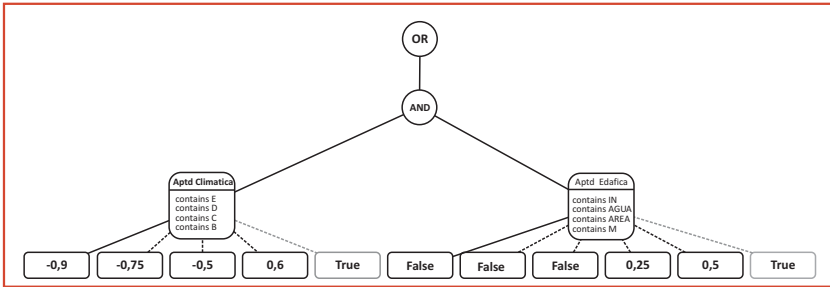 OR
AND
Aptd Climatica
contains E
contains D
contains C
contains B
Aptd Edafica
contains IN
contains AGUA
contains AREA
contains M
-0,9
-0,75
-0,5
0,6
True
False
False
False
0,25
0,5
True